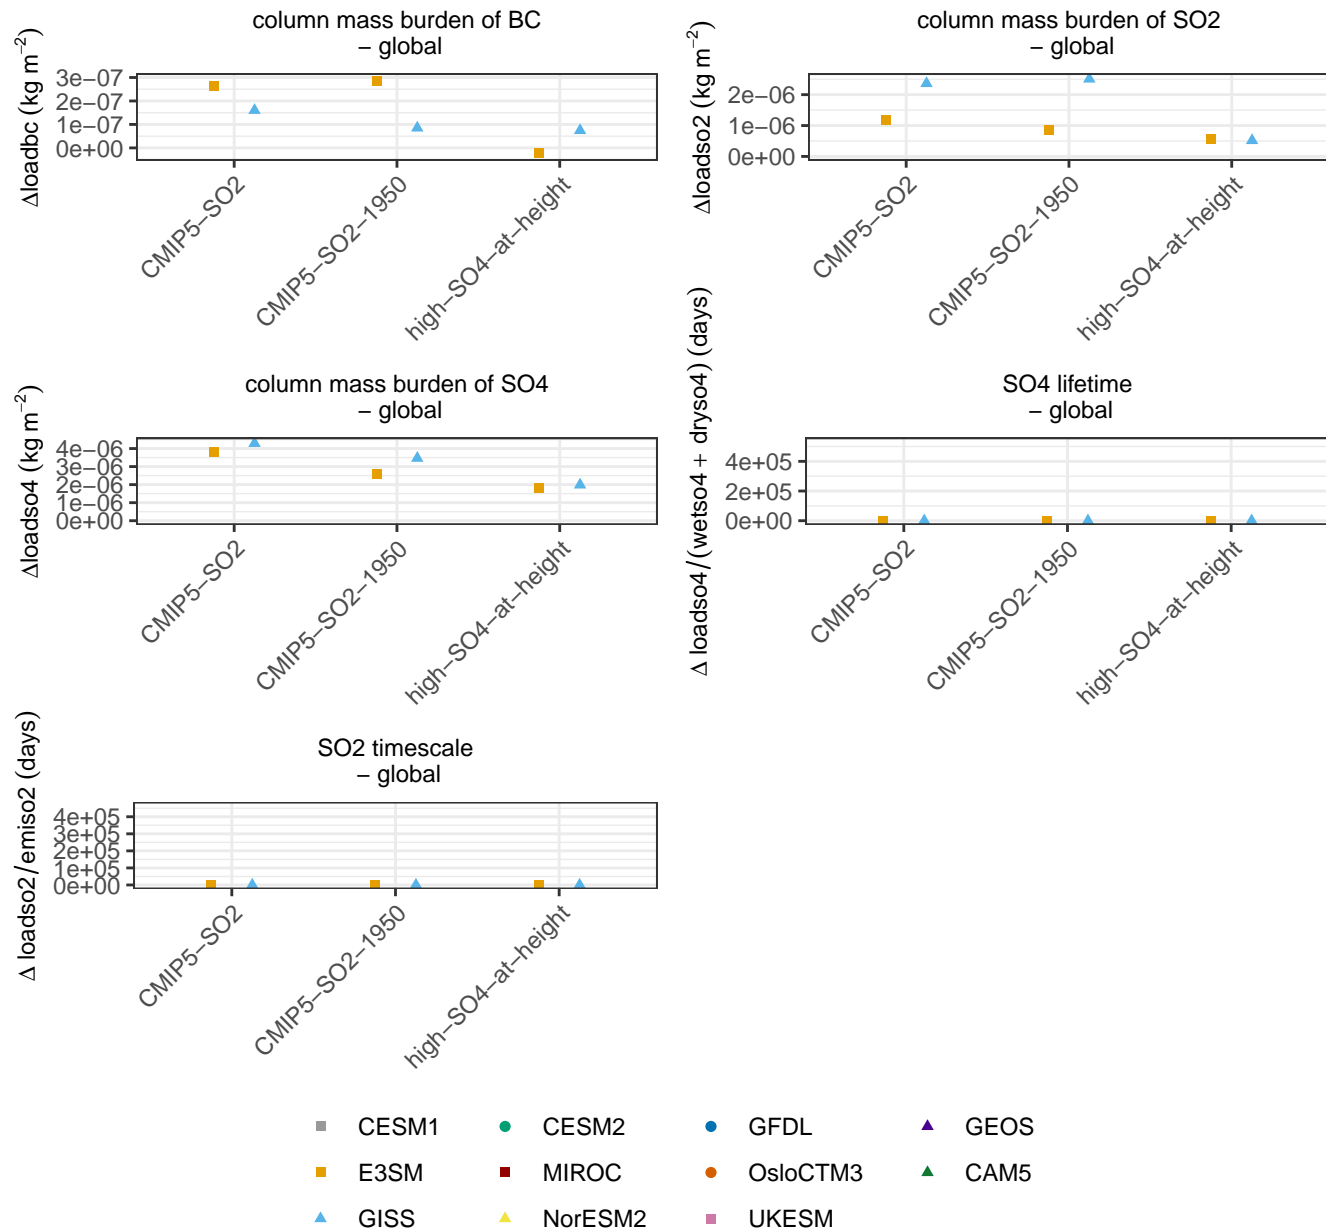 column mass burden of BC
– global
Δloadbc (kg m−2)
3e−07
2e−07
1e−07
0e+00
CMIP5−SO2
CMIP5−SO2−1950
high−SO4−at−height
column mass burden of SO2
– global
Δloadso2 (kg m−2)
2e−06
1e−06
0e+00
CMIP5−SO2
CMIP5−SO2−1950
high−SO4−at−height
column mass burden of SO4
– global
Δloadso4 (kg m−2)
4e−06
3e−06
2e−06
1e−06
0e+00
CMIP5−SO2
CMIP5−SO2−1950
high−SO4−at−height
SO4 lifetime
– global
Δ loadso4/(wetso4 + dryso4) (days)
4e+05
2e+05
0e+00
CMIP5−SO2
CMIP5−SO2−1950
high−SO4−at−height
SO2 timescale
– global
Δ loadso2/emiso2 (days)
4e+05
3e+05
2e+05
1e+05
0e+00
CMIP5−SO2
CMIP5−SO2−1950
high−SO4−at−height
CESM1 CESM2 GFDL GEOS
E3SM MIROC OsloCTM3 CAM5
GISS NorESM2 UKESM